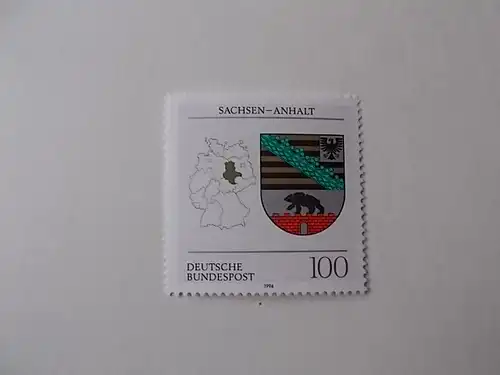 SACHSEN-ANHALT
DEUTSCHE
BUNDESPOST
100
1994